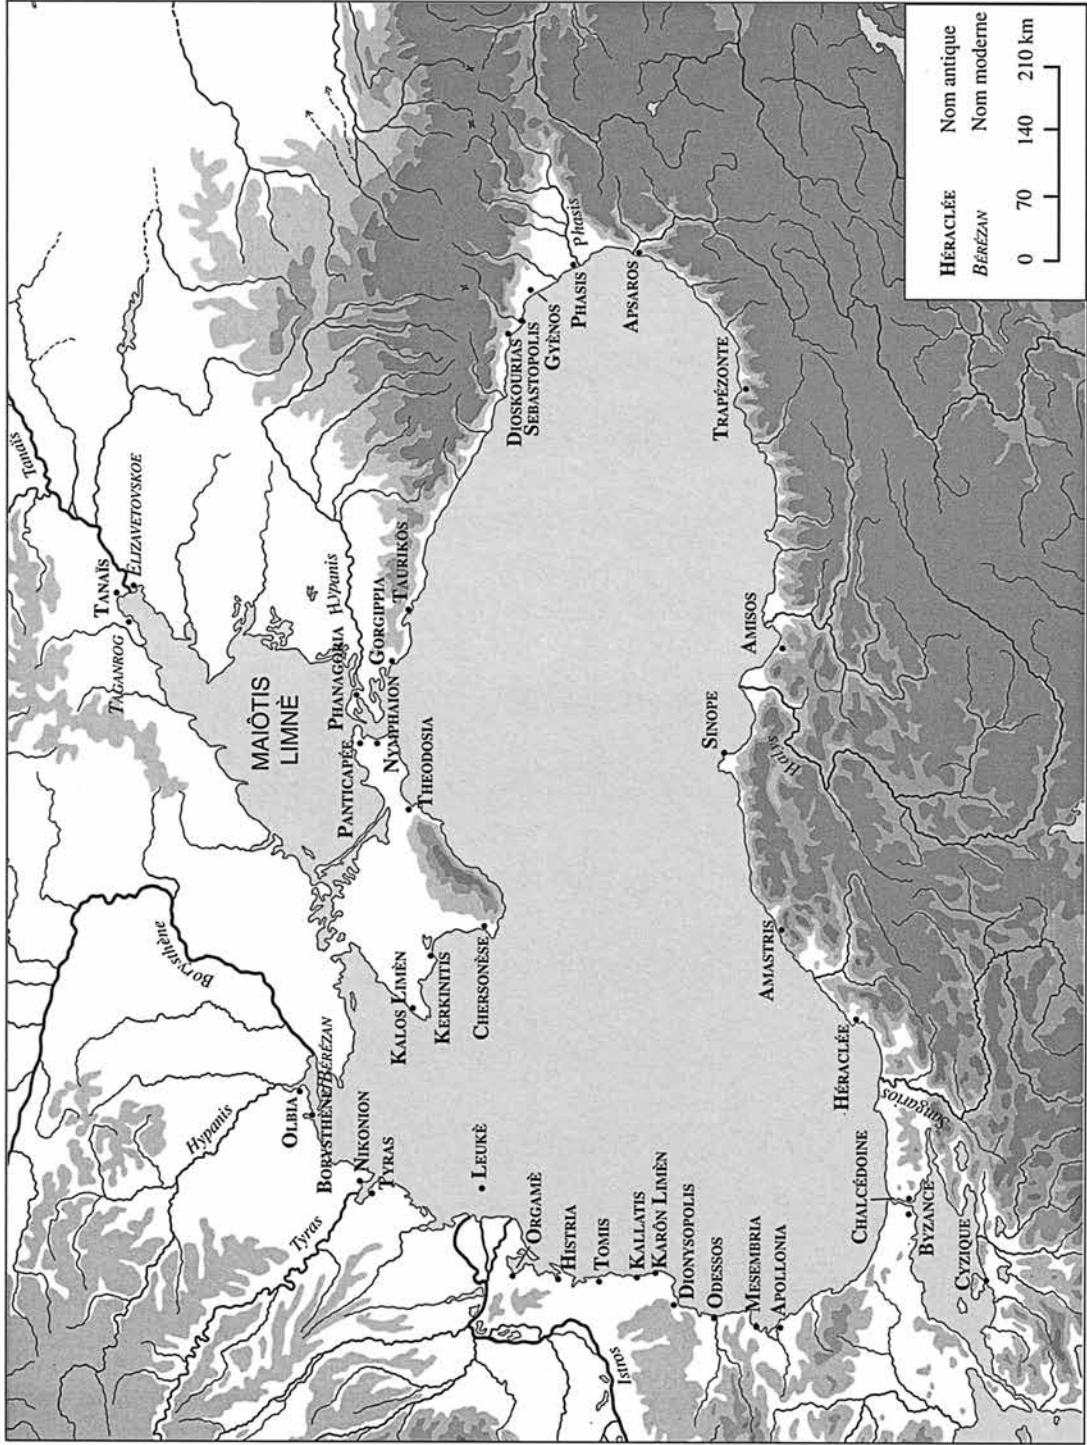 Tanaïs
TANAÏS
ELIZAVETOVSKOE
TAGANROG
MAIÔTIS
LIMNÈ
Borysthène
Hypanis
Tyras
OLBIA
BORYSTHÈNE/BÉRÉZAN
NIKONION
TYRAS
LEUKÈ
KALOS LIMÈN
KERKINITIS
CHERSONÈSE
THEODOSIA
NYMPHAION
PANTICAPÉE
PHANAGORIA
Hypanis
GORGIPPIA
TAURIKOS
DIOSKOURIAS
SEBASTOPOLIS
GYÈNOS
PHASIS
Phasis
APSAROS
TRAPÉZONTE
AMISOS
SINOPE
Halys
AMASTRIS
HÉRACLÉE
Sangarios
CHALCÉDOINE
BYZANCE
CYZIQUE
ORGAMÈ
HISTRIA
TOMIS
KALLATIS
KARÔN LIMÈN
DIONYSOPOLIS
ODESSOS
MESEMBRIA
APOLLONIA
Istros
HÉRACLÉE Nom antique
BÉRÉZAN Nom moderne
0 70 140 210 km